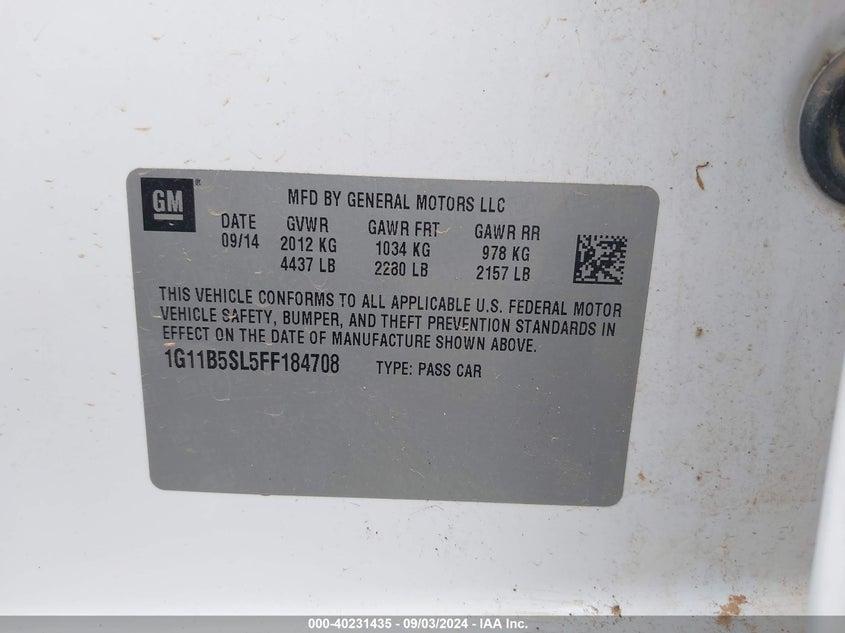 GM®
MFD BY GENERAL MOTORS LLC
DATE GVWR GAWR FRT GAWR RR
09/14 2012 KG 1034 KG 978 KG
4437 LB 2280 LB 2157 LB
THIS VEHICLE CONFORMS TO ALL APPLICABLE U.S. FEDERAL MOTOR
VEHICLE SAFETY, BUMPER, AND THEFT PREVENTION STANDARDS IN
EFFECT ON THE DATE OF MANUFACTURE SHOWN ABOVE.
1G11B5SL5FF184708 TYPE: PASS CAR
000-40231435 - 09/03/2024 - IAA Inc.